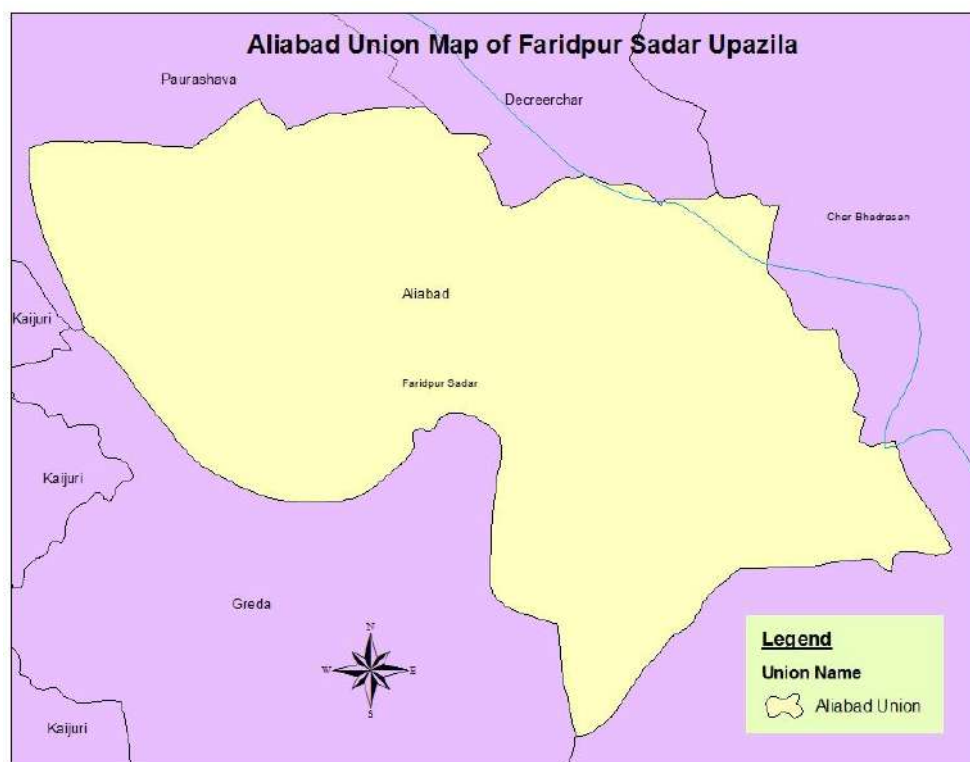 Aliabad Union Map of Faridpur Sadar Upazila
Paurashava
Decreerchar
Char Bhadrasan
Aliabad
Kaijuri
Faridpur Sadar
Kaijuri
Greda
N
W E
S
Kaijuri
Legend
Union Name
Aliabad Union